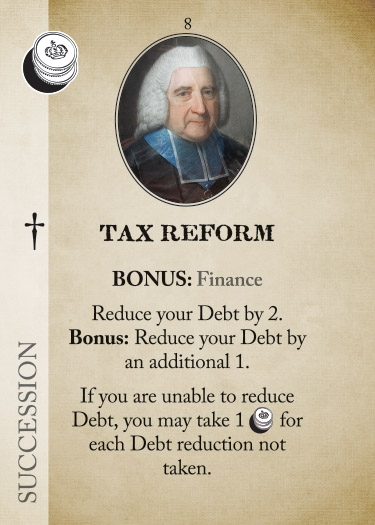 8
TAX REFORM
BONUS: Finance
Reduce your Debt by 2.
Bonus: Reduce your Debt by
an additional 1.
If you are unable to reduce
Debt, you may take 1 for
each Debt reduction not
taken.
SUCCESSION